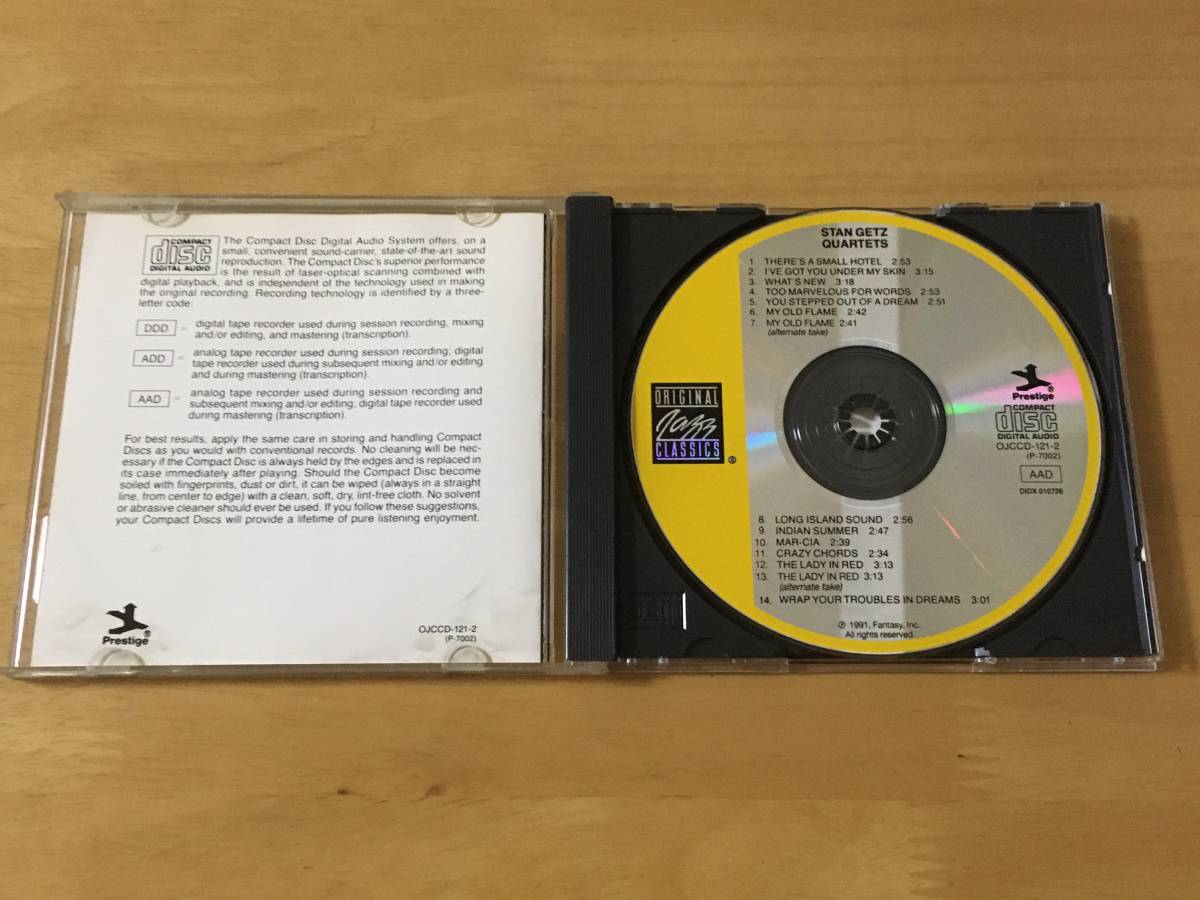 COMPACT
disc
DIGITAL AUDIO
The Compact Disc Digital Audio System offers, on a
small, convenient sound-carrier, state-of-the-art sound
reproduction. The Compact Disc's superior performance
is the result of laser-optical scanning combined with
digital playback, and is independent of the technology used in making
the original recording. Recording technology is identified by a three-
letter code:
DDD = digital tape recorder used during session recording, mixing
and/or editing, and mastering (transcription).
ADD = analog tape recorder used during session recording; digital
tape recorder used during subsequent mixing and/or editing
and during mastering (transcription).
AAD = analog tape recorder used during session recording and
subsequent mixing and/or editing; digital tape recorder used
during mastering (transcription).
For best results, apply the same care in storing and handling Compact
Discs as you would with conventional records. No cleaning will be nec-
essary if the Compact Disc is always held by the edges and is replaced in
its case immediately after playing. Should the Compact Disc become
soiled with fingerprints, dust or dirt, it can be wiped (always in a straight
line, from center to edge) with a clean, soft, dry, lint-free cloth. No solvent
or abrasive cleaner should ever be used. If you follow these suggestions,
your Compact Discs will provide a lifetime of pure listening enjoyment.
Prestige®
OJCCD-121-2
(P-7002)
STAN GETZ
QUARTETS
1. THERE'S A SMALL HOTEL 2:53
2. I'VE GOT YOU UNDER MY SKIN 3:15
3. WHAT'S NEW 3:18
4. TOO MARVELOUS FOR WORDS 2:53
5. YOU STEPPED OUT OF A DREAM 2:51
6. MY OLD FLAME 2:42
7. MY OLD FLAME 2:41
(alternate take)
ORIGINAL
Jazz
CLASSICS ®
Prestige®
COMPACT
disc
DIGITAL AUDIO
OJCCD-121-2
(P-7002)
AAD
DIDX 010726
8. LONG ISLAND SOUND 2:56
9. INDIAN SUMMER 2:47
10. MAR-CIA 2:39
11. CRAZY CHORDS 2:34
12. THE LADY IN RED 3:13
13. THE LADY IN RED 3:13
(alternate take)
14. WRAP YOUR TROUBLES IN DREAMS 3:01
℗ 1991, Fantasy, Inc.
All rights reserved.